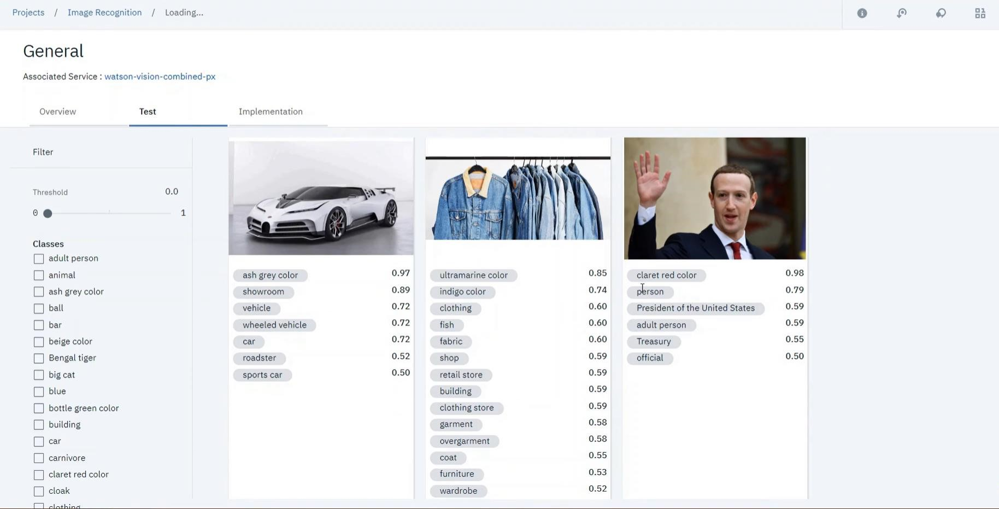 Projects / Image Recognition / Loading...
General
Associated Service : watson-vision-combined-px
Overview Test Implementation
Filter
Threshold 0.0
0 1
Classes
adult person
animal
ash grey color
ball
bar
beige color
Bengal tiger
big cat
blue
bottle green color
building
car
carnivore
claret red color
cloak
clothing
ash grey color 0.97
showroom 0.89
vehicle 0.72
wheeled vehicle 0.72
car 0.72
roadster 0.52
sports car 0.50
ultramarine color 0.85
indigo color 0.74
clothing 0.60
fish 0.60
fabric 0.60
shop 0.59
retail store 0.59
building 0.59
clothing store 0.59
garment 0.58
overgarment 0.58
coat 0.55
furniture 0.53
wardrobe 0.52
claret red color 0.98
person 0.79
President of the United States 0.59
adult person 0.59
Treasury 0.55
official 0.50